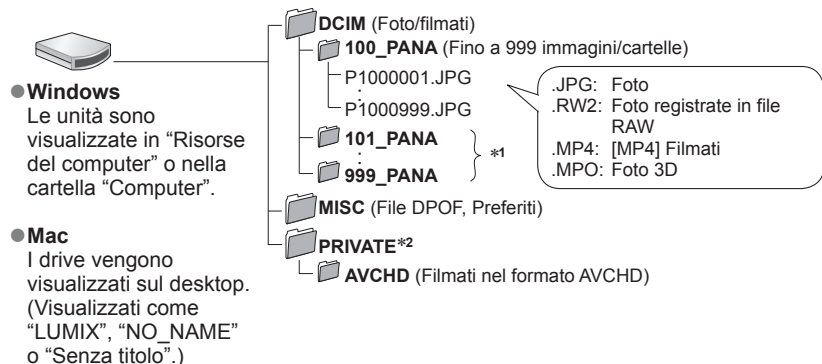 ●Windows
Le unità sono
visualizzate in “Risorse
del computer” o nella
cartella “Computer”.
●Mac
I drive vengono
visualizzati sul desktop.
(Visualizzati come
“LUMIX”, “NO_NAME”
o “Senza titolo”.)
DCIM (Foto/filmati)
100_PANA (Fino a 999 immagini/cartelle)
P1000001.JPG
P1000999.JPG
101_PANA
999_PANA
*1
MISC (File DPOF, Preferiti)
PRIVATE*2
AVCHD (Filmati nel formato AVCHD)
.JPG: Foto
.RW2: Foto registrate in file
RAW
.MP4: [MP4] Filmati
.MPO: Foto 3D